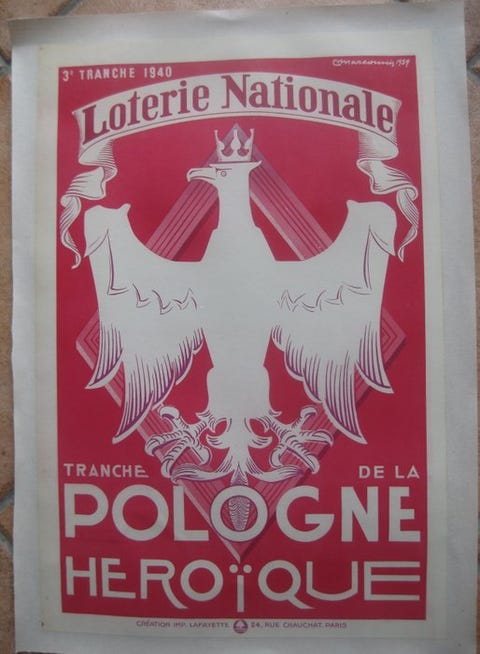 3ᵉ TRANCHE 1940
Loterie Nationale
TRANCHE DE LA
POLOGNE
HEROÏQUE
CRÉATION IMP. LAFAYETTE 24, RUE CHAUCHAT. PARIS